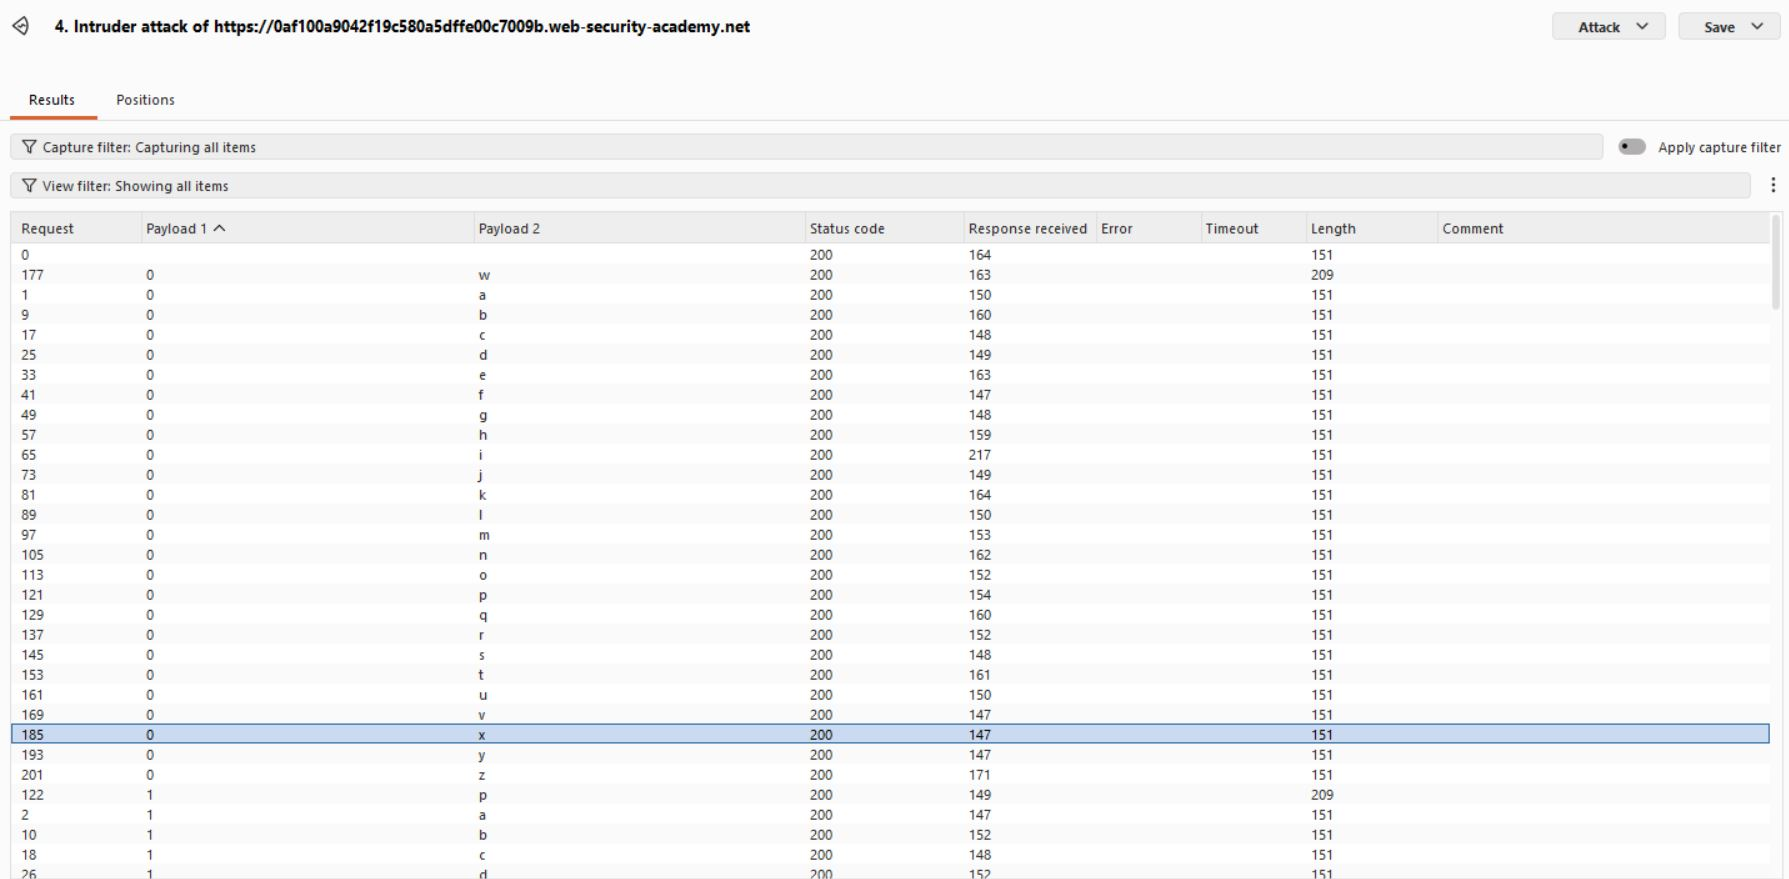 4. Intruder attack of https://0af100a9042f19c580a5dffe00c7009b.web-security-academy.net Attack Save
Results Positions
Capture filter: Capturing all items Apply capture filter
View filter: Showing all items
Request Payload 1 Payload 2 Status code Response received Error Timeout Length Comment
0 200 164 151
177 0 w 200 163 209
1 0 a 200 150 151
9 0 b 200 160 151
17 0 c 200 148 151
25 0 d 200 149 151
33 0 e 200 163 151
41 0 f 200 147 151
49 0 g 200 148 151
57 0 h 200 159 151
65 0 i 200 217 151
73 0 j 200 149 151
81 0 k 200 164 151
89 0 l 200 150 151
97 0 m 200 153 151
105 0 n 200 162 151
113 0 o 200 152 151
121 0 p 200 154 151
129 0 q 200 160 151
137 0 r 200 152 151
145 0 s 200 148 151
153 0 t 200 161 151
161 0 u 200 150 151
169 0 v 200 147 151
185 0 x 200 147 151
193 0 y 200 147 151
201 0 z 200 171 151
122 1 p 200 149 209
2 1 a 200 147 151
10 1 b 200 152 151
18 1 c 200 148 151
26 1 d 200 152 151